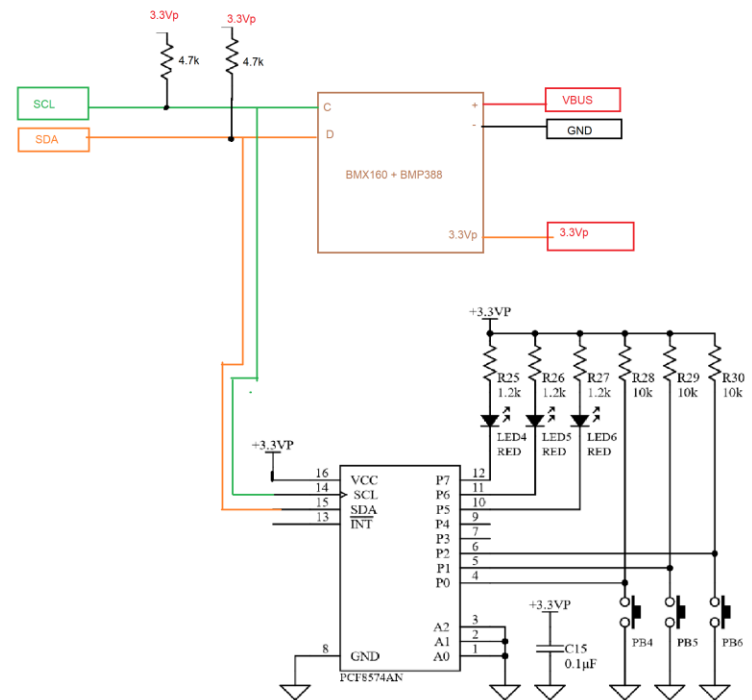 3.3Vp
3.3Vp
4.7k
4.7k
SCL
C
+
VBUS
SDA
D
-
GND
BMX160 + BMP388
3.3Vp
3.3Vp
+3.3VP
R25
R26
R27
R28
R29
R30
1.2k
1.2k
1.2k
10k
10k
10k
LED4
LED5
LED6
RED
RED
RED
+3.3VP
16
VCC
P7
12
14
SCL
P6
11
15
SDA
P5
10
13
INT
P4
9
P3
7
P2
6
P1
5
P0
4
+3.3VP
A2
3
A1
2
8
GND
A0
1
C15
0.1µF
PB4
PB5
PB6
PCF8574AN